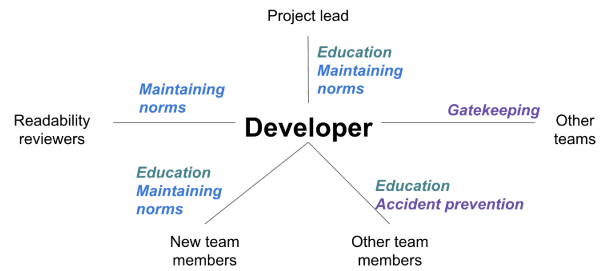 Project lead
Education
Maintaining
norms
Maintaining
norms
Gatekeeping
Readability
reviewers
Developer
Other
teams
Education
Maintaining
norms
Education
Accident prevention
New team
members
Other team
members